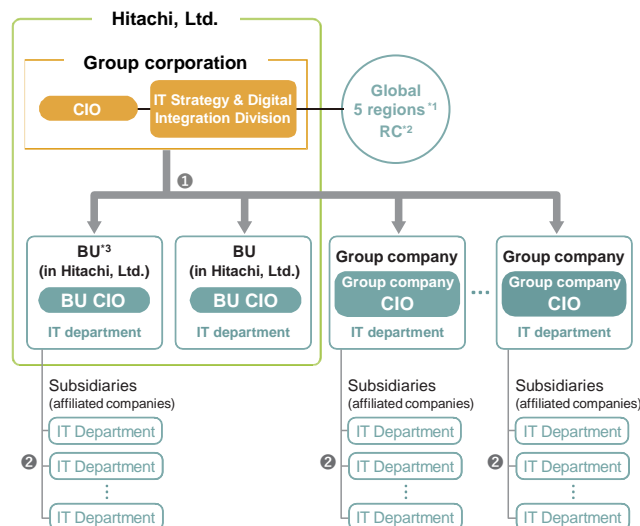 Hitachi, Ltd.
Group corporation
CIO
IT Strategy & Digital
Integration Division
Global
5 regions*1
RC*2
❶
BU*3
(in Hitachi, Ltd.)
BU CIO
IT department
BU
(in Hitachi, Ltd.)
BU CIO
IT department
Group company
Group company
CIO
IT department
...
Group company
Group company
CIO
IT department
Subsidiaries
(affiliated companies)
IT Department
❷
IT Department
⋮
IT Department
Subsidiaries
(affiliated companies)
IT Department
❷
IT Department
⋮
IT Department
Subsidiaries
(affiliated companies)
IT Department
❷
IT Department
⋮
IT Department